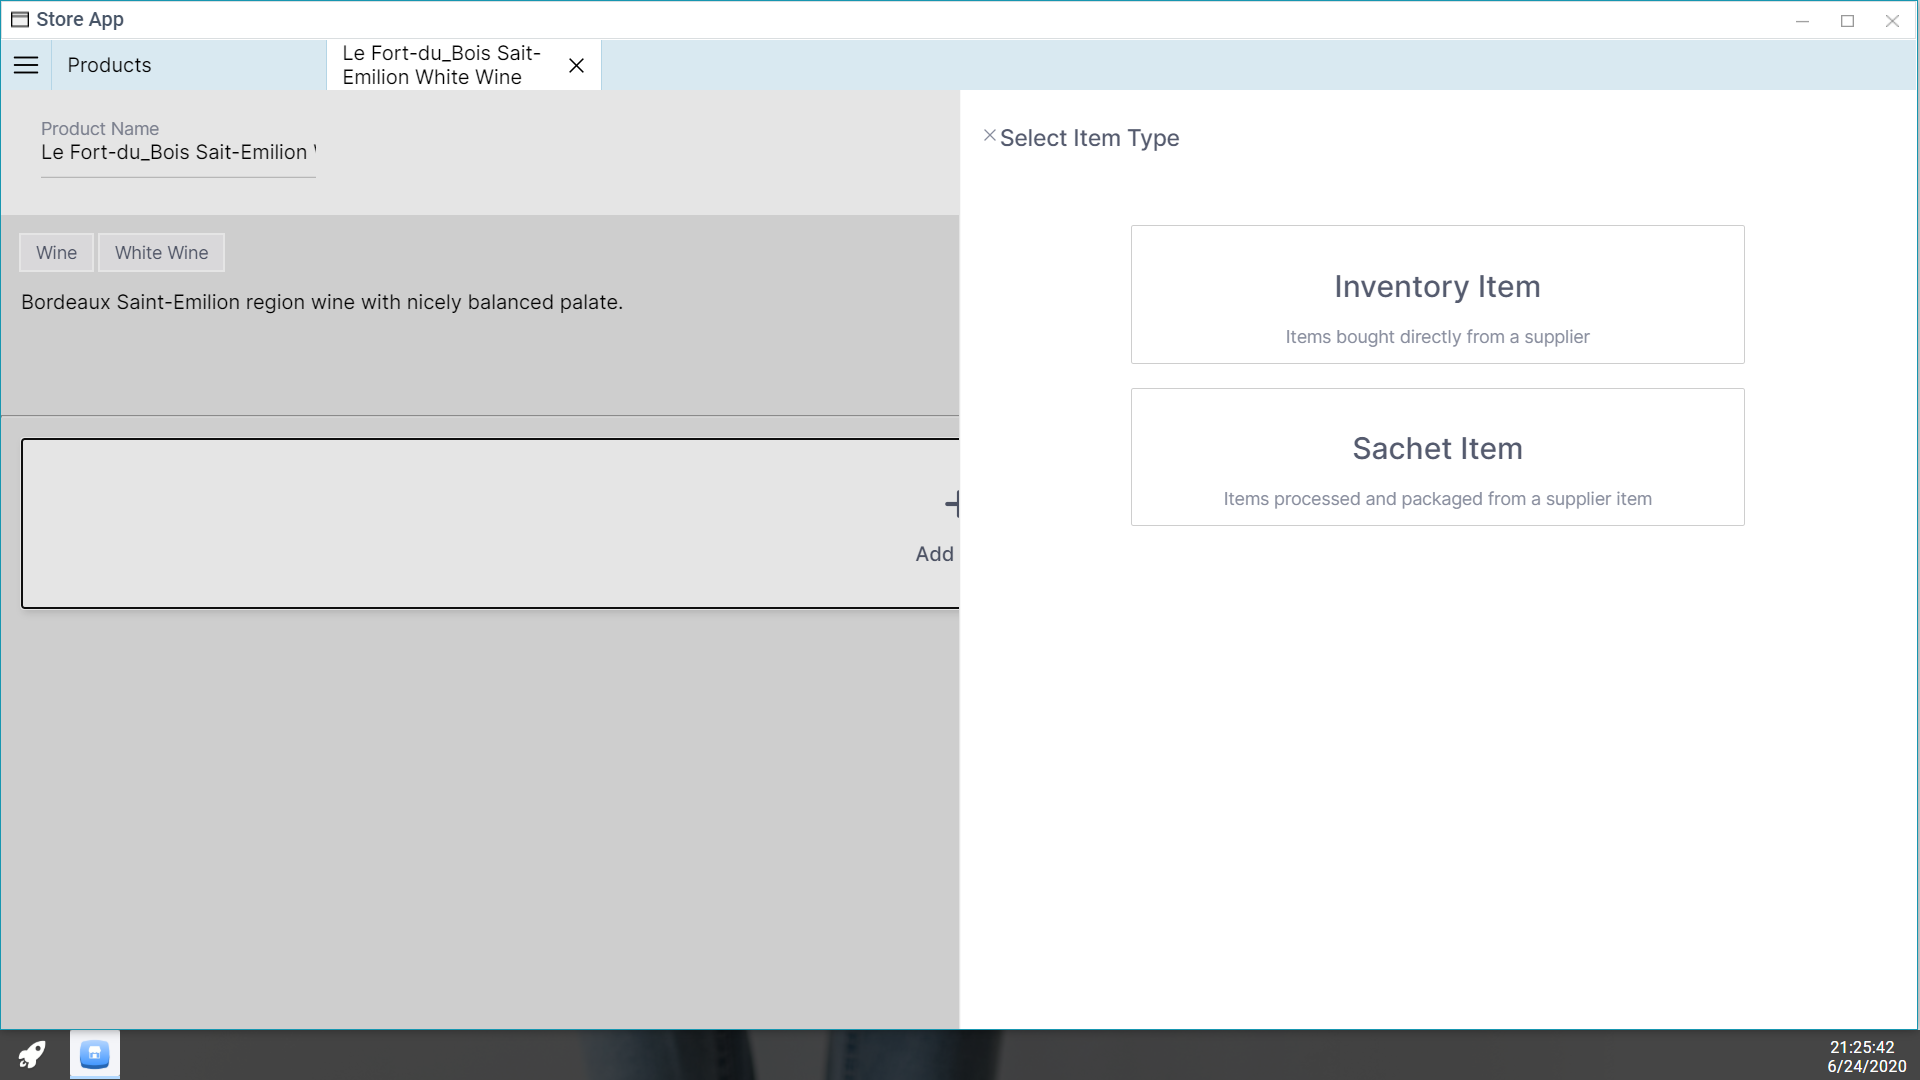 Store App
Products
Le Fort-du_Bois Sait-
Emilion White Wine
Product Name
Le Fort-du_Bois Sait-Emilion
Select Item Type
Wine
White Wine
Bordeaux Saint-Emilion region wine with nicely balanced palate.
Inventory Item
Items bought directly from a supplier
Sachet Item
Items processed and packaged from a supplier item
Add
21:25:42
6/24/2020